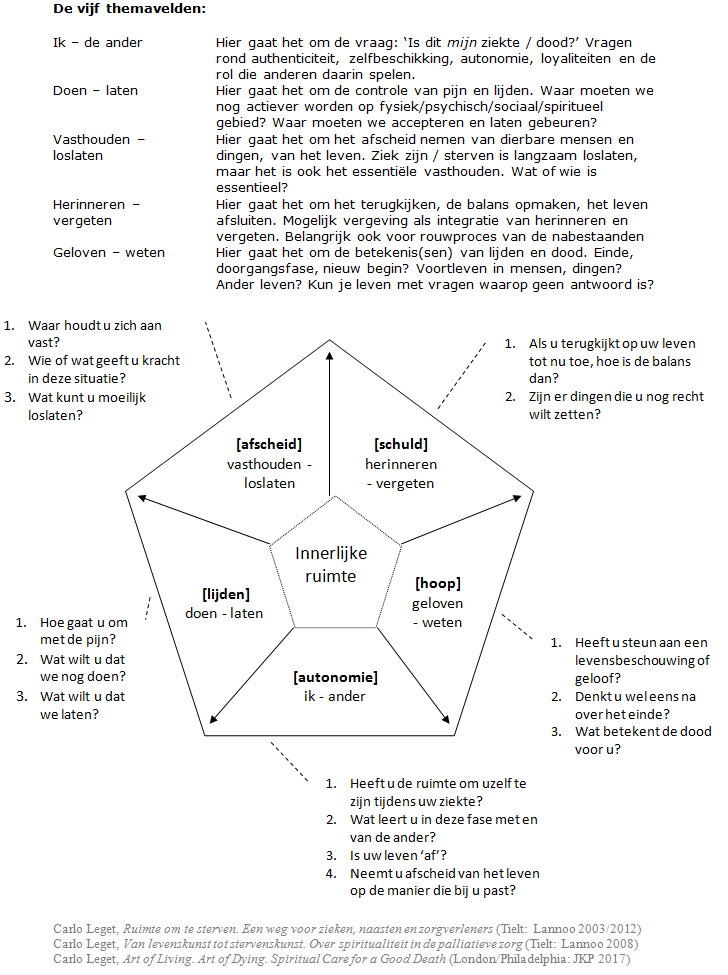 De vijf themavelden:
Ik – de ander
Hier gaat het om de vraag: ‘Is dit mijn ziekte / dood?’ Vragen
rond authenticiteit, zelfbeschikking, autonomie, loyaliteiten en de
rol die anderen daarin spelen.
Doen – laten
Hier gaat het om de controle van pijn en lijden. Waar moeten we
nog actiever worden op fysiek/psychisch/sociaal/spiritueel
gebied? Waar moeten we accepteren en laten gebeuren?
Vasthouden –
loslaten
Hier gaat het om het afscheid nemen van dierbare mensen en
dingen, van het leven. Ziek zijn / sterven is langzaam loslaten,
maar het is ook het essentiële vasthouden. Wat of wie is
essentieel?
Herinneren –
vergeten
Hier gaat het om het terugkijken, de balans opmaken, het leven
afsluiten. Mogelijk vergeving als integratie van herinneren en
vergeten. Belangrijk ook voor rouwproces van de nabestaanden
Geloven – weten
Hier gaat het om de betekenis(sen) van lijden en dood. Einde,
doorgangsfase, nieuw begin? Voortleven in mensen, dingen?
Ander leven? Kun je leven met vragen waarop geen antwoord is?
1. Waar houdt u zich aan
vast?
2. Wie of wat geeft u kracht
in deze situatie?
3. Wat kunt u moeilijk
loslaten?
1. Als u terugkijkt op uw leven
tot nu toe, hoe is de balans
dan?
2. Zijn er dingen die u nog recht
wilt zetten?
[afscheid]
vasthouden -
loslaten
[schuld]
herinneren
- vergeten
Innerlijke
ruimte
[lijden]
doen - laten
[hoop]
geloven
- weten
[autonomie]
ik - ander
1. Hoe gaat u om
met de pijn?
2. Wat wilt u dat
we nog doen?
3. Wat wilt u dat
we laten?
1. Heeft u steun aan een
levensbeschouwing of
geloof?
2. Denkt u wel eens na
over het einde?
3. Wat betekent de dood
voor u?
1. Heeft u de ruimte om uzelf te
zijn tijdens uw ziekte?
2. Wat leert u in deze fase met en
van de ander?
3. Is uw leven ‘af’?
4. Neemt u afscheid van het leven
op de manier die bij u past?
Carlo Leget, Ruimte om te sterven. Een weg voor zieken, naasten en zorgverleners (Tielt: Lannoo 2003/2012)
Carlo Leget, Van levenskunst tot stervenskunst. Over spiritualiteit in de palliatieve zorg (Tielt: Lannoo 2008)
Carlo Leget, Art of Living. Art of Dying. Spiritual Care for a Good Death (London/Philadelphia: JKP 2017)